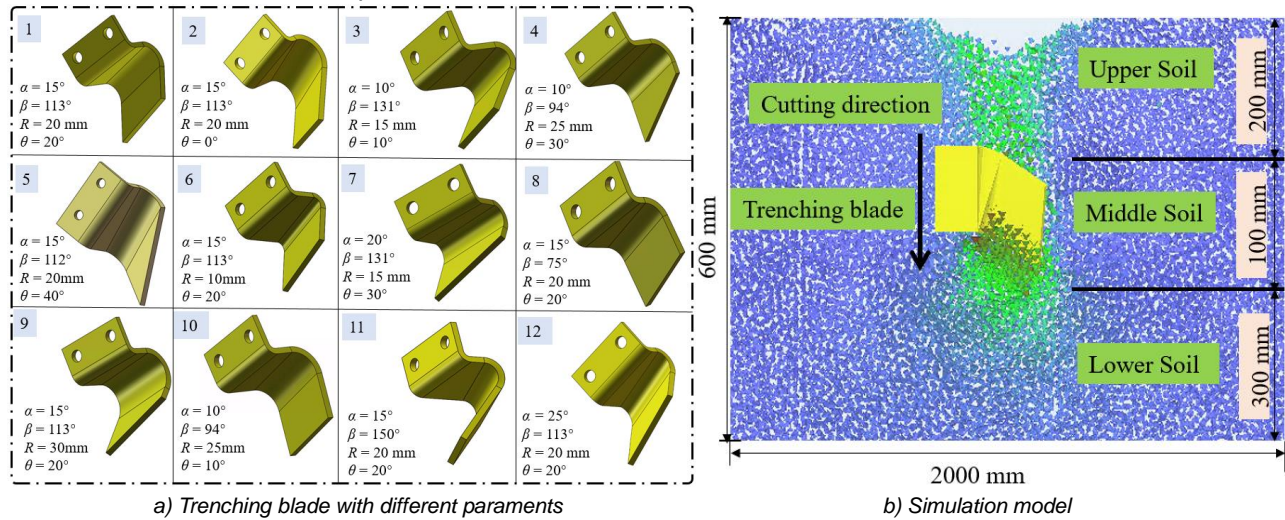 1
α = 15°
β = 113°
R = 20 mm
θ = 20°
2
α = 15°
β = 113°
R = 20 mm
θ = 0°
3
α = 10°
β = 131°
R = 15 mm
θ = 10°
4
α = 10°
β = 94°
R = 25 mm
θ = 30°
5
α = 15°
β = 112°
R = 20mm
θ = 40°
6
α = 15°
β = 113°
R = 10mm
θ = 20°
7
α = 20°
β = 131°
R = 15 mm
θ = 30°
8
α = 15°
β = 75°
R = 20 mm
θ = 20°
9
α = 15°
β = 113°
R = 30mm
θ = 20°
10
α = 10°
β = 94°
R = 25mm
θ = 10°
11
α = 15°
β = 150°
R = 20 mm
θ = 20°
12
α = 25°
β = 113°
R = 20 mm
θ = 20°
a) Trenching blade with different paraments
Upper Soil
Cutting direction
200 mm
Trenching blade
Middle Soil
100 mm
600 mm
Lower Soil
300 mm
2000 mm
b) Simulation model